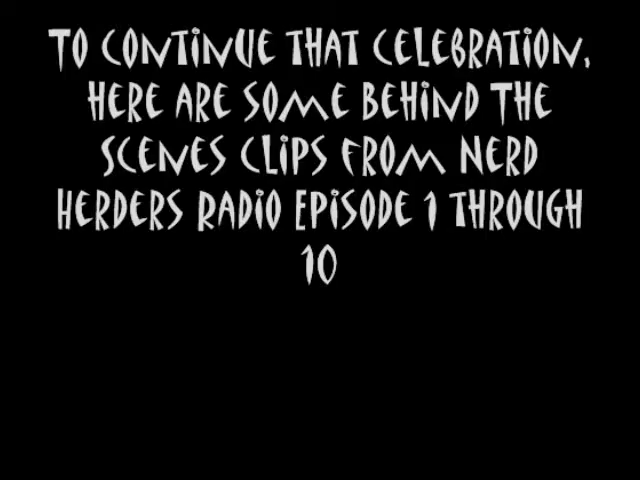 To continue that celebration,
here are some behind the
scenes clips from Nerd
Herders Radio Episode 1 through
10